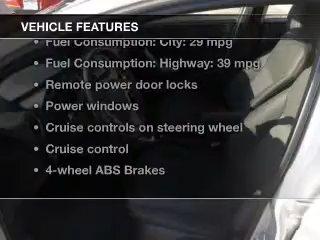 VEHICLE FEATURES
• Fuel Consumption: City: 29 mpg
• Fuel Consumption: Highway: 39 mpg
• Remote power door locks
• Power windows
• Cruise controls on steering wheel
• Cruise control
• 4-wheel ABS Brakes